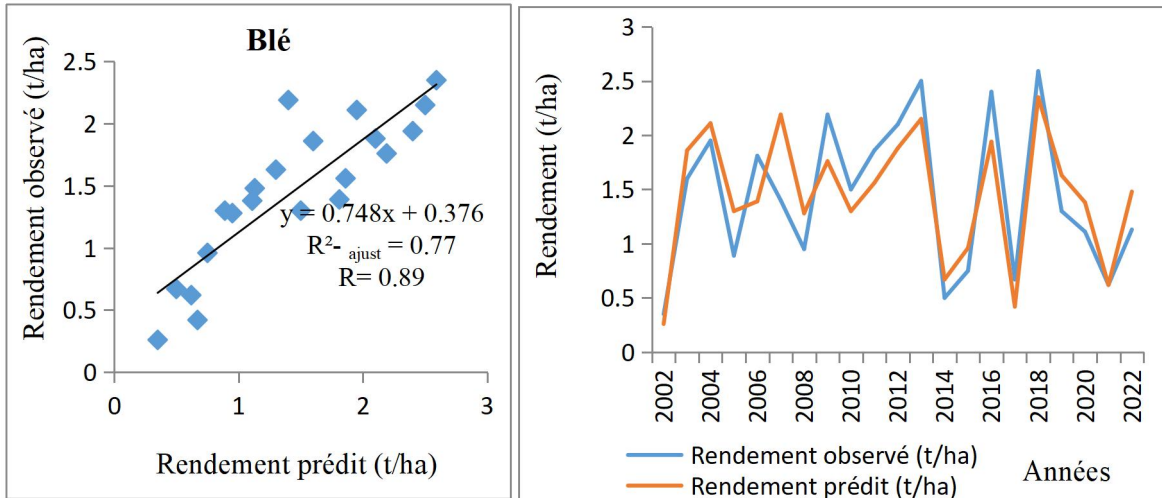 Blé
Rendement observé (t/ha)
2.5
2
1.5
1
0.5
0
0
1
2
3
y = 0.748x + 0.376
R²- ajust = 0.77
R= 0.89
Rendement prédit (t/ha)
Rendement (t/ha)
3
2.5
2
1.5
1
0.5
0
2002
2004
2006
2008
2010
2012
2014
2016
2018
2020
2022
Rendement observé (t/ha)
Rendement prédit (t/ha)
Années